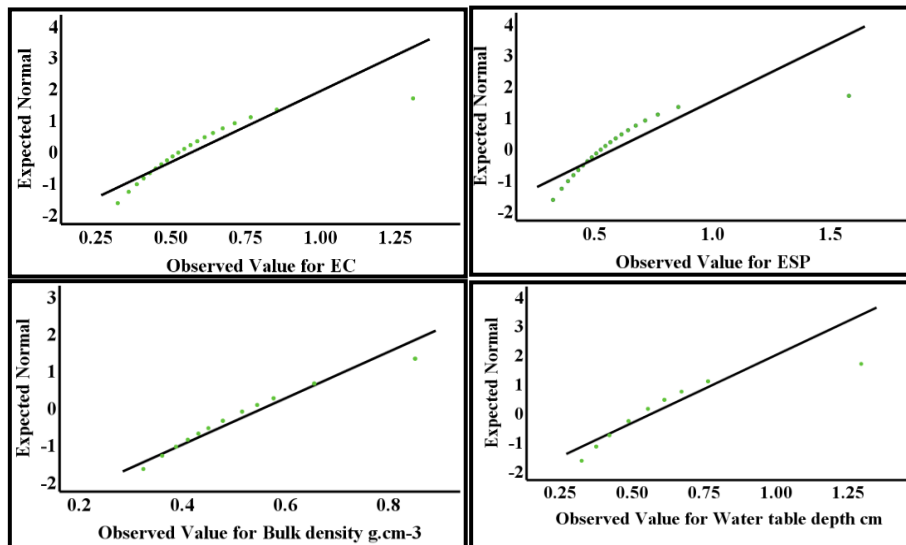 4
3
2
1
0
-1
-2
Expected Normal
0.25 0.50 0.75 1.00 1.25
Observed Value for EC
4
3
2
1
0
-1
-2
Expected Normal
0.5 1.0 1.5
Observed Value for ESP
3
2
1
0
-1
-2
Expected Normal
0.2 0.4 0.6 0.8
Observed Value for Bulk density g.cm-3
4
3
2
1
0
-1
-2
Expected Normal
0.25 0.50 0.75 1.00 1.25
Observed Value for Water table depth cm